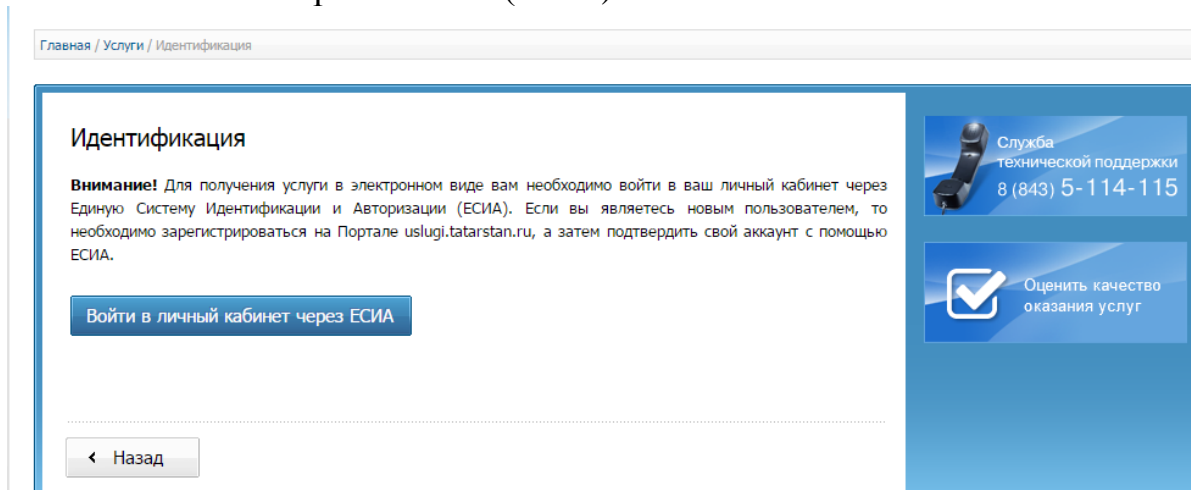 Главная / Услуги / Идентификация
Идентификация
Внимание! Для получения услуги в электронном виде вам необходимо войти в ваш личный кабинет через
Единую Систему Идентификации и Авторизации (ЕСИА). Если вы являетесь новым пользователем, то
необходимо зарегистрироваться на Портале uslugi.tatarstan.ru, а затем подтвердить свой аккаунт с помощью
ЕСИА.
Войти в личный кабинет через ЕСИА
Назад
Служба
технической поддержки
8 (843) 5-114-115
Оценить качество
оказания услуг